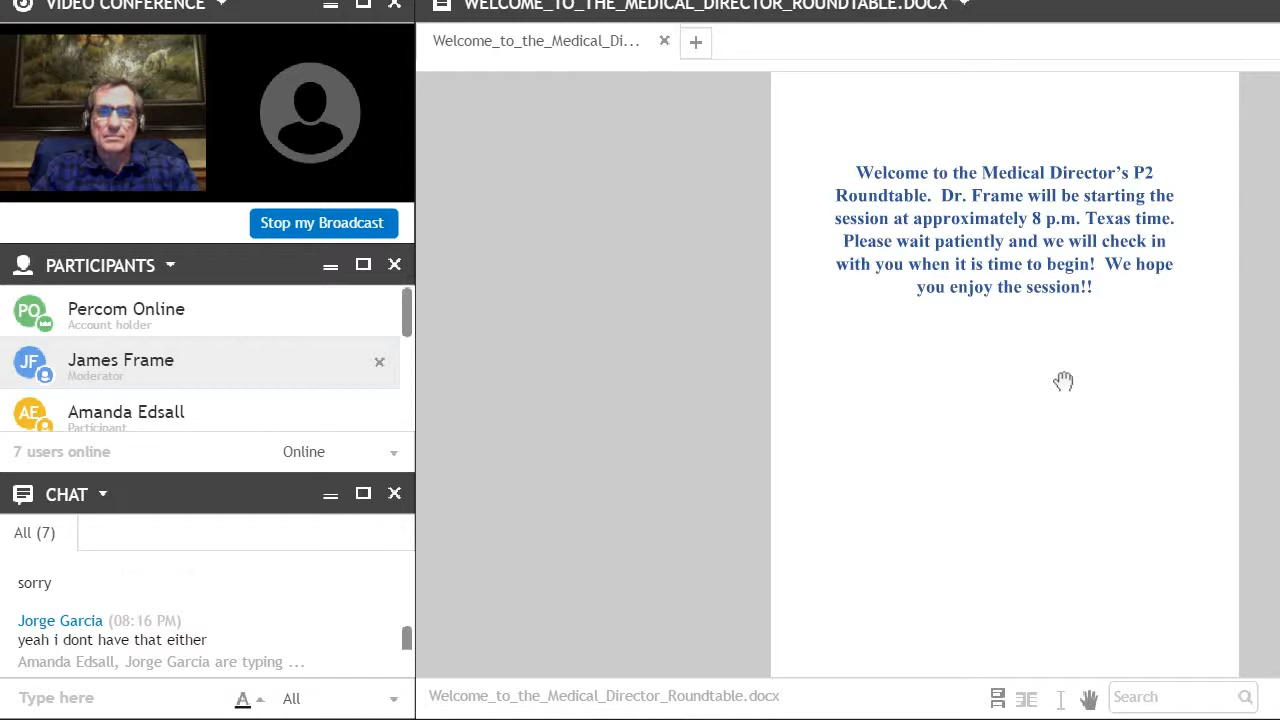 VIDEO CONFERENCE
Stop my Broadcast
PARTICIPANTS
PO
Percom Online
Account holder
JF
James Frame
Moderator
AE
Amanda Edsall
Participant
7 users online
Online
CHAT
All (7)
sorry
Jorge Garcia (08:16 PM)
yeah i dont have that either
Amanda Edsall, Jorge Garcia are typing ...
Type here
A
All
WELCOME_TO_THE_MEDICAL_DIRECTOR_ROUNDTABLE.DOCX
Welcome_to_the_Medical_Di...
Welcome to the Medical Director’s P2
Roundtable. Dr. Frame will be starting the
session at approximately 8 p.m. Texas time.
Please wait patiently and we will check in
with you when it is time to begin! We hope
you enjoy the session!!
Welcome_to_the_Medical_Director_Roundtable.docx
Search